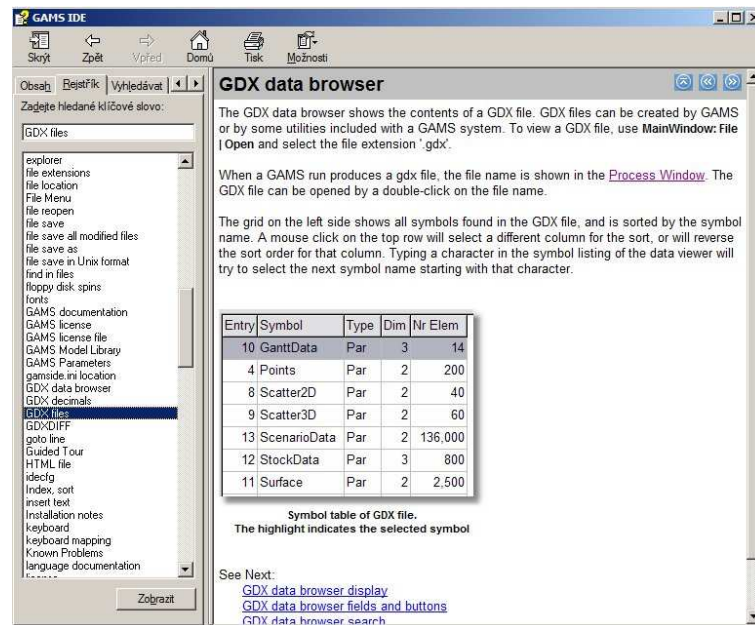 GAMS IDE
Skrýt Zpět Vpřed Domů Tisk Možnosti
Obsah Rejstřík Vyhledávat
Zadejte hledané klíčové slovo:
GDX files
explorer
file extensions
file location
File Menu
file reopen
file save
file save all modified files
file save as
file save in Unix format
find in files
floppy disk spins
fonts
GAMS documentation
GAMS license
GAMS license file
GAMS Model Library
GAMS Parameters
gamside.ini location
GDX data browser
GDX decimals
GDX files
GDXDIFF
goto line
Guided Tour
HTML file
idecfg
Index, sort
insert text
Installation notes
keyboard
keyboard mapping
Known Problems
language documentation
Zobrazit
GDX data browser
The GDX data browser shows the contents of a GDX file. GDX files can be created by GAMS
or by some utilities included with a GAMS system. To view a GDX file, use MainWindow: File
| Open and select the file extension '.gdx'.
When a GAMS run produces a gdx file, the file name is shown in the Process Window. The
GDX file can be opened by a double-click on the file name.
The grid on the left side shows all symbols found in the GDX file, and is sorted by the symbol
name. A mouse click on the top row will select a different column for the sort, or will reverse
the sort order for that column. Typing a character in the symbol listing of the data viewer will
try to select the next symbol name starting with that character.
Entry Symbol Type Dim Nr Elem
10 GanttData Par 3 14
4 Points Par 2 200
8 Scatter2D Par 2 40
9 Scatter3D Par 2 60
13 ScenarioData Par 2 136,000
12 StockData Par 3 800
11 Surface Par 2 2,500
Symbol table of GDX file.
The highlight indicates the selected symbol
See Next:
GDX data browser display
GDX data browser fields and buttons
GDX data browser search